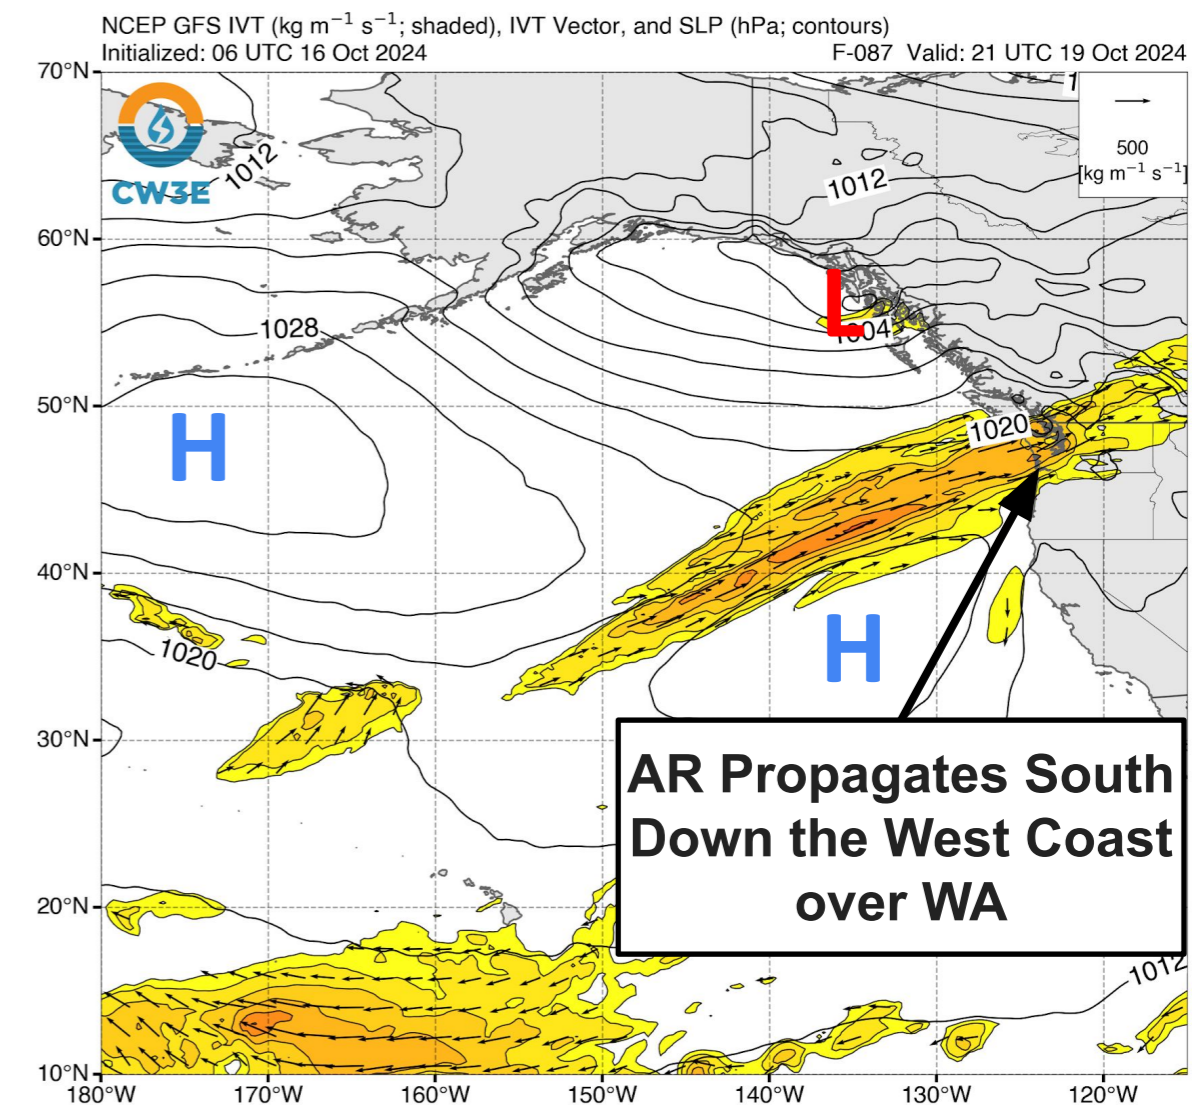 NCEP GFS IVT (kg m⁻¹ s⁻¹; shaded), IVT Vector, and SLP (hPa; contours)
Initialized: 06 UTC 16 Oct 2024 F-087 Valid: 21 UTC 19 Oct 2024
70°N
500
[kg m⁻¹ s⁻¹]
CW3E
1012
1012
60°N
L
1028
1004
50°N
H
1020
40°N
H
1020
30°N
AR Propagates South
Down the West Coast
over WA
20°N
1012
10°N
180°W 170°W 160°W 150°W 140°W 130°W 120°W